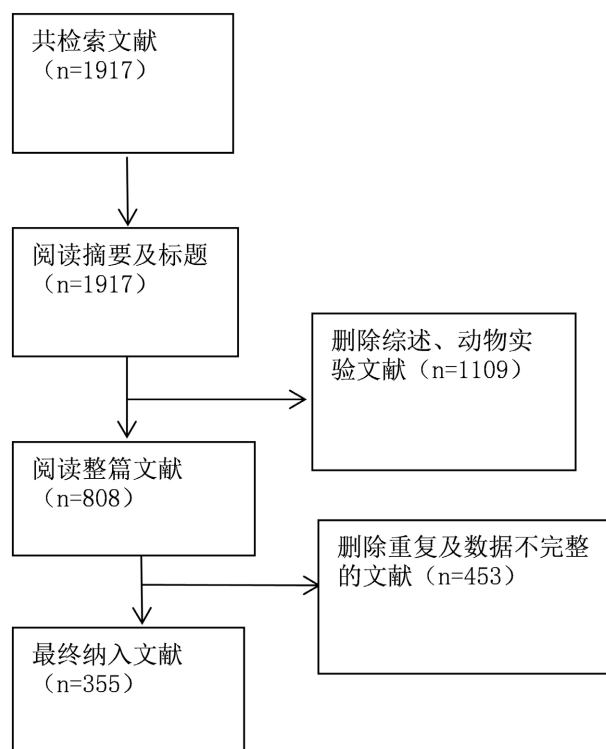 共检索文献
（n=1917）
阅读摘要及标题
（n=1917）
删除综述、动物实
验文献（n=1109）
阅读整篇文献
（n=808）
删除重复及数据不完整
的文献（n=453）
最终纳入文献
（n=355）